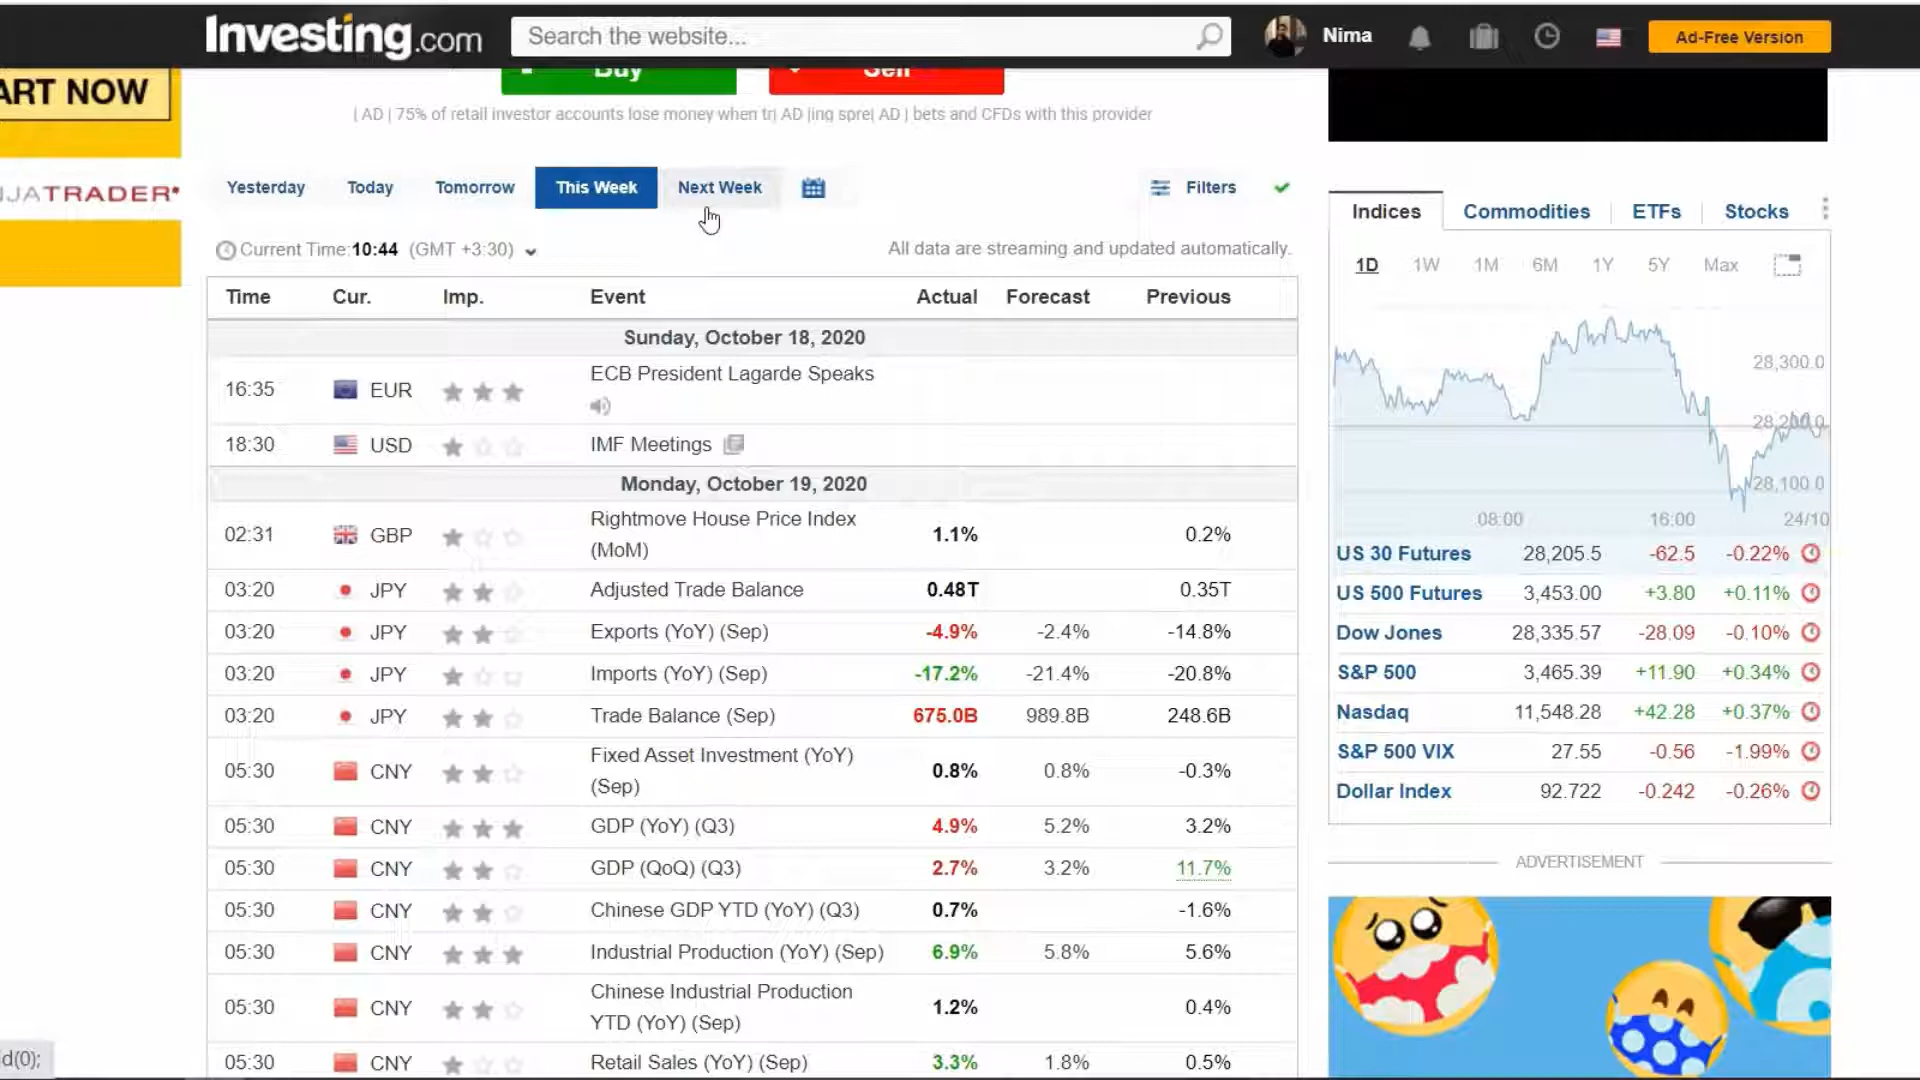 Investing.com Search the website... Nima Ad-Free Version
ART NOW
Buy Sell
| AD | 75% of retail investor accounts lose money when tr| AD |ing spre| AD | bets and CFDs with this provider
JATRADER
Yesterday Today Tomorrow This Week Next Week Filters
Current Time:10:44 (GMT +3:30) All data are streaming and updated automatically.
Time Cur. Imp. Event Actual Forecast Previous
Sunday, October 18, 2020
16:35 EUR ECB President Lagarde Speaks
18:30 USD IMF Meetings
Monday, October 19, 2020
02:31 GBP Rightmove House Price Index
(MoM) 1.1% 0.2%
03:20 JPY Adjusted Trade Balance 0.48T 0.35T
03:20 JPY Exports (YoY) (Sep) -4.9% -2.4% -14.8%
03:20 JPY Imports (YoY) (Sep) -17.2% -21.4% -20.8%
03:20 JPY Trade Balance (Sep) 675.0B 989.8B 248.6B
05:30 CNY Fixed Asset Investment (YoY)
(Sep) 0.8% 0.8% -0.3%
05:30 CNY GDP (YoY) (Q3) 4.9% 5.2% 3.2%
05:30 CNY GDP (QoQ) (Q3) 2.7% 3.2% 11.7%
05:30 CNY Chinese GDP YTD (YoY) (Q3) 0.7% -1.6%
05:30 CNY Industrial Production (YoY) (Sep) 6.9% 5.8% 5.6%
05:30 CNY Chinese Industrial Production
YTD (YoY) (Sep) 1.2% 0.4%
05:30 CNY Retail Sales (YoY) (Sep) 3.3% 1.8% 0.5%
Indices Commodities ETFs Stocks
1D 1W 1M 6M 1Y 5Y Max
28,300.0
28,200.0
28,100.0
08:00 16:00 24/10
US 30 Futures 28,205.5 -62.5 -0.22%
US 500 Futures 3,453.00 +3.80 +0.11%
Dow Jones 28,335.57 -28.09 -0.10%
S&P 500 3,465.39 +11.90 +0.34%
Nasdaq 11,548.28 +42.28 +0.37%
S&P 500 VIX 27.55 -0.56 -1.99%
Dollar Index 92.722 -0.242 -0.26%
ADVERTISEMENT
d(0);